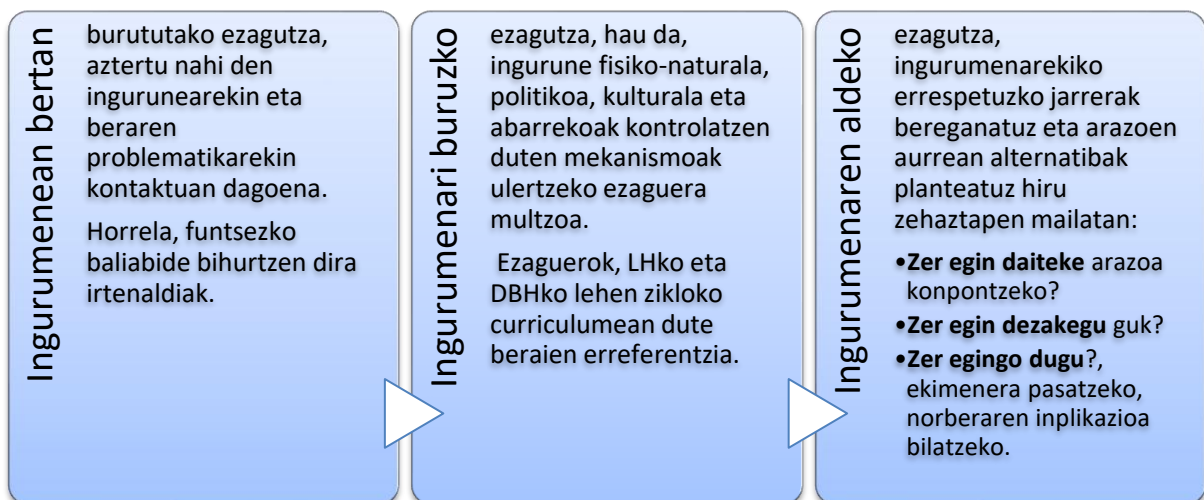 Ingurumenean bertan
burututako ezagutza,
aztertu nahi den
ingurunearekin eta
beraren
problematikarekin
kontaktuan dagoena.
Horrela, funtsezko
baliabide bihurtzen dira
irtenaldiak.
Ingurumenari buruzko
ezagutza, hau da,
ingurune fisiko-naturala,
politikoa, kulturala eta
abarrekoak kontrolatzen
duten mekanismoak
ulertzeko ezaguera
multzoa.
Ezaguerok, LHko eta
DBHko lehen zikloko
curriculumean dute
beraien erreferentzia.
Ingurumenaren aldeko
ezagutza,
ingurumenarekiko
errespetuzko jarrerak
bereganatuz eta arazoen
aurrean alternatibak
planteatuz hiru
zehaztapen mailatan:
•Zer egin daiteke arazoa
konpontzeko?
•Zer egin dezakegu guk?
•Zer egingo dugu?,
ekimenera pasatzeko,
norberaren inplikazioa
bilatzeko.